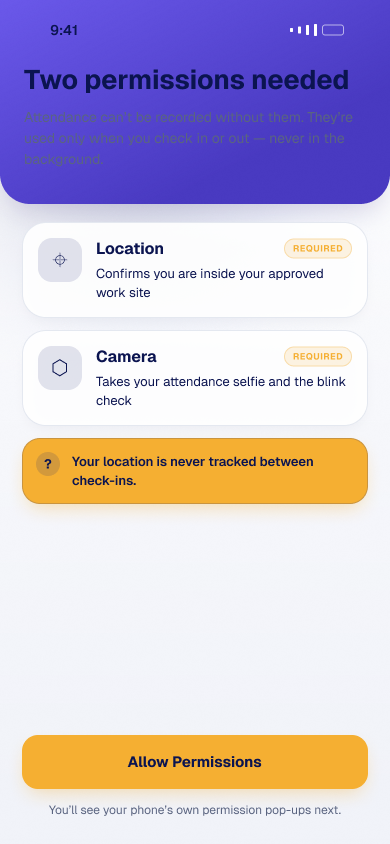 9:41
Two permissions needed
Attendance can't be recorded without them. They're
used only when you check in or out — never in the
background.
Location
REQUIRED
Confirms you are inside your approved
work site
Camera
REQUIRED
Takes your attendance selfie and the blink
check
?
Your location is never tracked between
check-ins.
Allow Permissions
You'll see your phone's own permission pop-ups next.